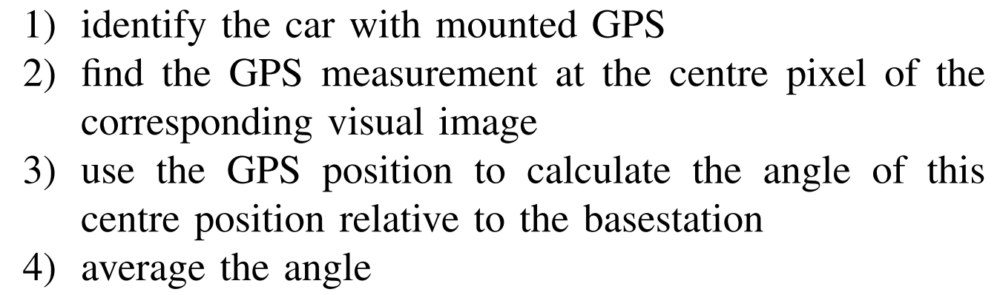 1) identify the car with mounted GPS
2) find the GPS measurement at the centre pixel of the
corresponding visual image
3) use the GPS position to calculate the angle of this
centre position relative to the basestation
4) average the angle